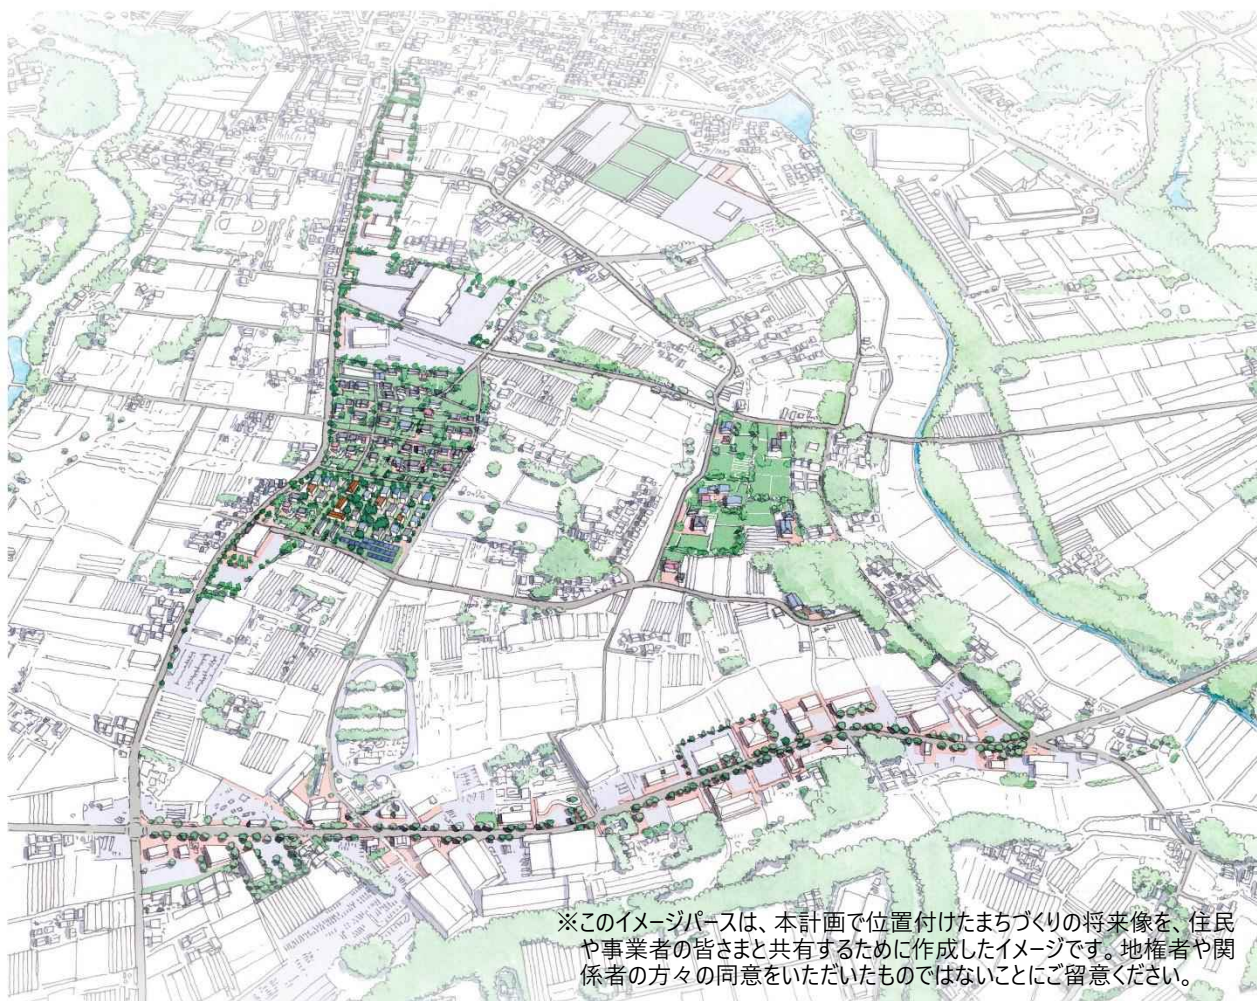 ※このイメージパースは、本計画で位置付けたまちづくりの将来像を、住民
や事業者の皆さまと共有するために作成したイメージです。地権者や関
係者の方々の同意をいただいたものではないことにご留意ください。